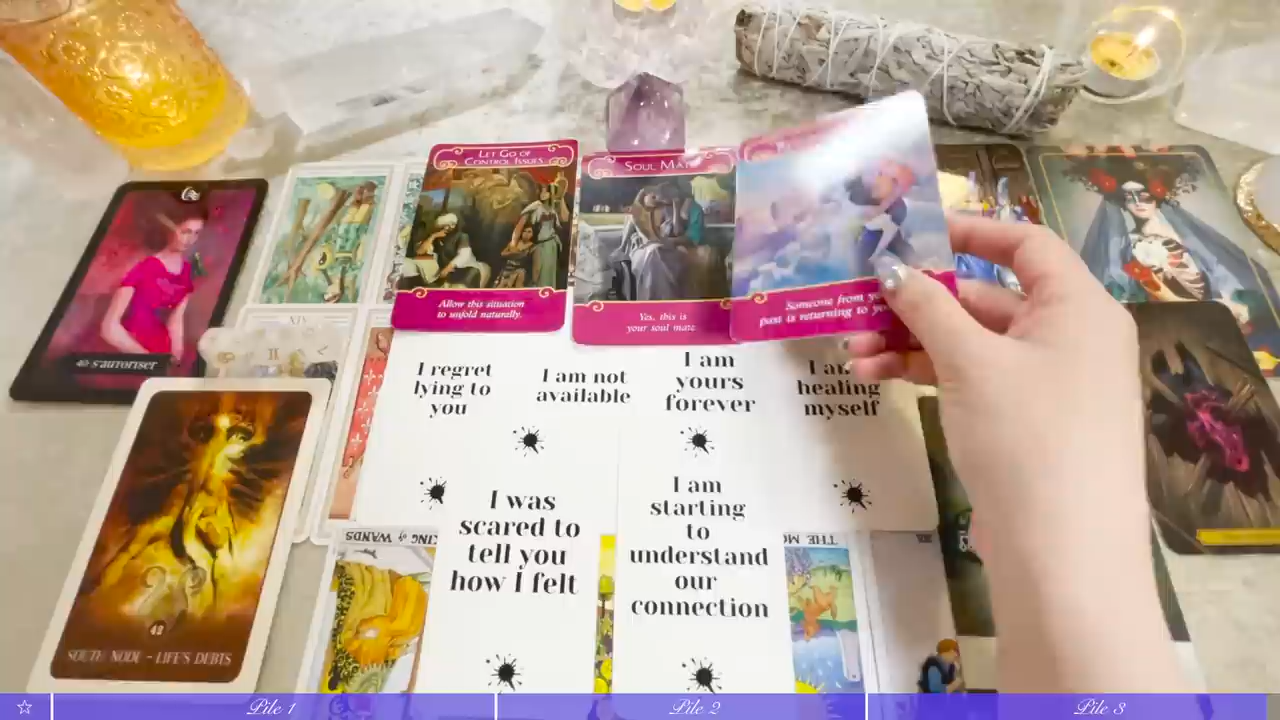 LET GO OF
CONTROL ISSUES
Allow this situation
to unfold naturally.
SOUL MATE
Yes, this is
your soul mate
Someone from
past is returning to
45 s'autoriser
XIV
II
I regret
lying to
you
I am not
available
I am
yours
forever
I am
healing
myself
I was
scared to
tell you
how I felt
I am
starting
to
understand
our
connection
KING of WANDS
THE MO
42
SOUTH NODE - LIFE'S DEBTS
☆ Pile 1 Pile 2 Pile 3